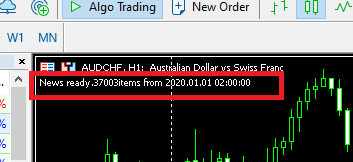 Algo Trading
New Order
W1 MN
AUDCHF, H1: Australian Dollar vs Swiss Franc
News ready.37003items from 2020.01.01 02:00:00
%
%
%